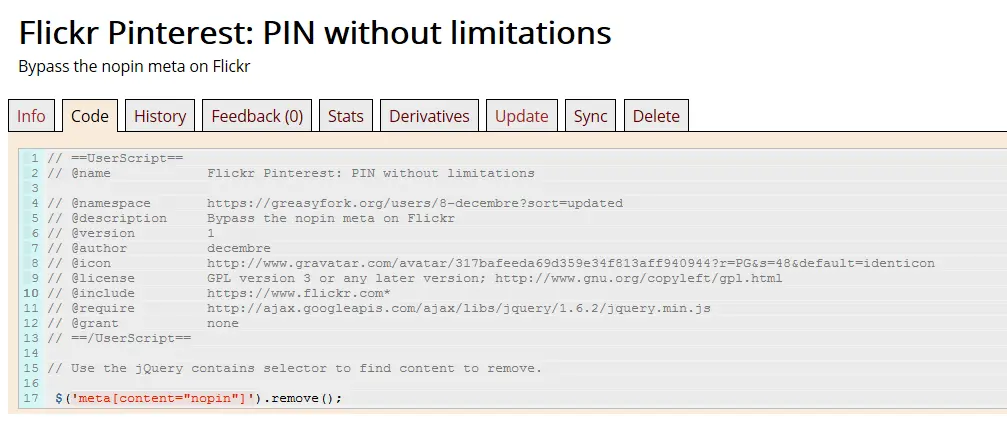 Flickr Pinterest: PIN without limitations
Bypass the nopin meta on Flickr
Info Code History Feedback (0) Stats Derivatives Update Sync Delete
1 // ==UserScript==
2 // @name Flickr Pinterest: PIN without limitations
3
4 // @namespace https://greasyfork.org/users/8-decembre?sort=updated
5 // @description Bypass the nopin meta on Flickr
6 // @version 1
7 // @author decembre
8 // @icon http://www.gravatar.com/avatar/317bafeeda69d359e34f813aff940944?r=PG&s=48&default=identicon
9 // @license GPL version 3 or any later version; http://www.gnu.org/copyleft/gpl.html
10 // @include https://www.flickr.com*
11 // @require http://ajax.googleapis.com/ajax/libs/jquery/1.6.2/jquery.min.js
12 // @grant none
13 // ==/UserScript==
14
15 // Use the jQuery contains selector to find content to remove.
16
17 $('meta[content="nopin"]').remove();